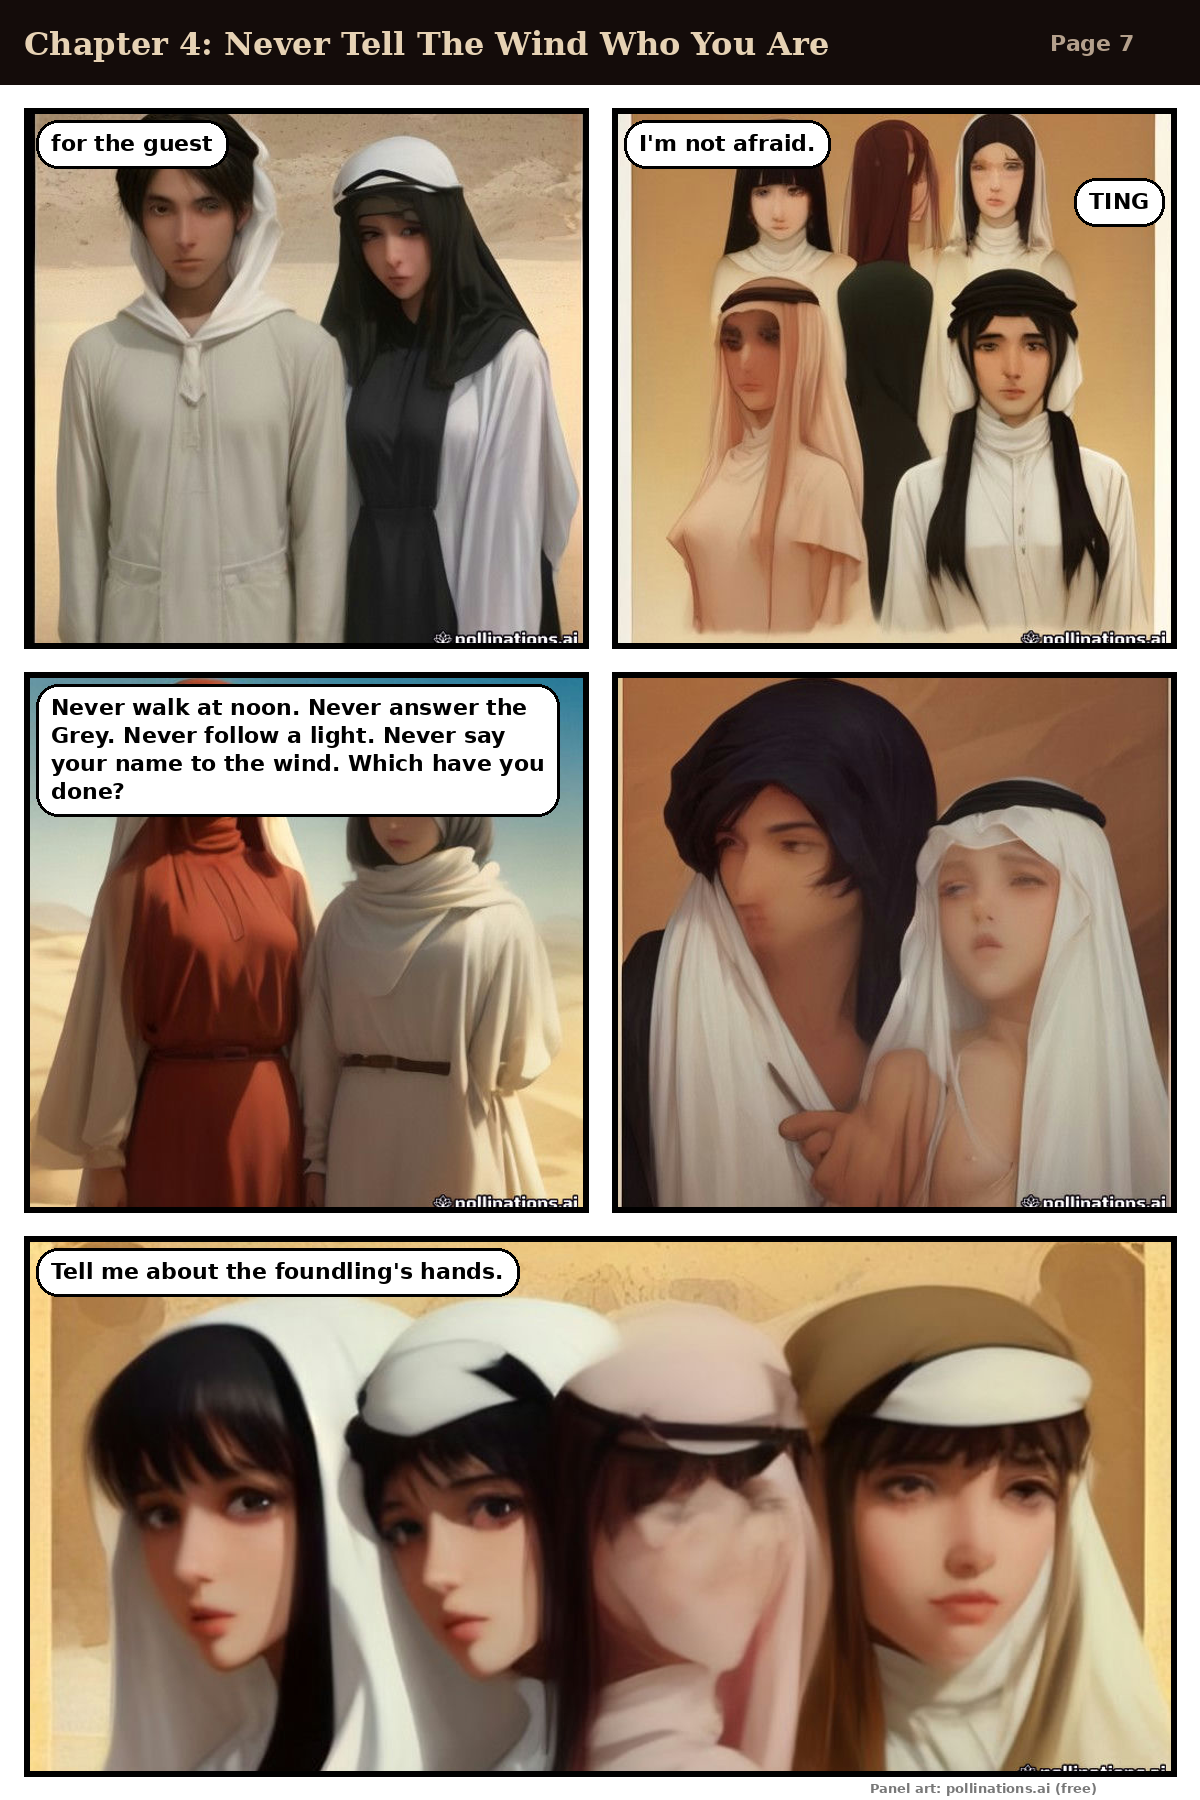 Chapter 4: Never Tell The Wind Who You Are
Page 7
for the guest
pollinations.ai
I'm not afraid.
TING
pollinations.ai
Never walk at noon. Never answer the
Grey. Never follow a light. Never say
your name to the wind. Which have you
done?
pollinations.ai
pollinations.ai
Tell me about the foundling's hands.
pollinations.ai
Panel art: pollinations.ai (free)